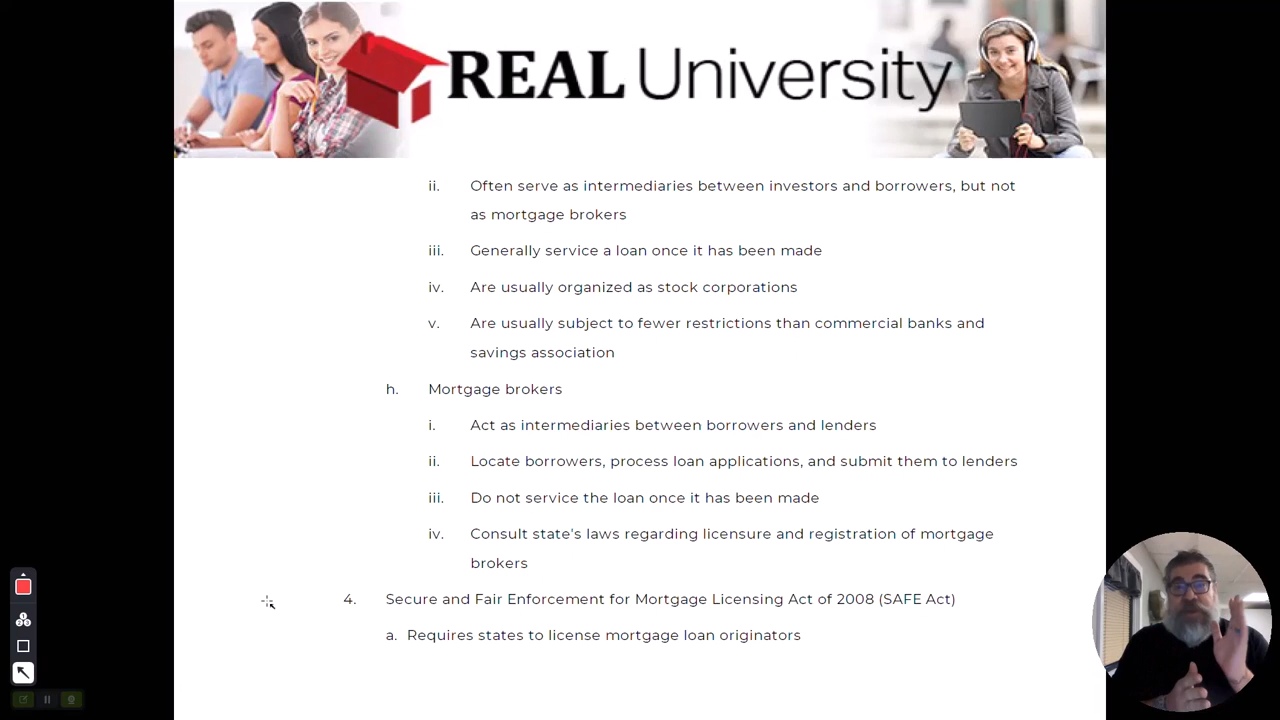 REAL University
ii. Often serve as intermediaries between investors and borrowers, but not
as mortgage brokers
iii. Generally service a loan once it has been made
iv. Are usually organized as stock corporations
v. Are usually subject to fewer restrictions than commercial banks and
savings association
h. Mortgage brokers
i. Act as intermediaries between borrowers and lenders
ii. Locate borrowers, process loan applications, and submit them to lenders
iii. Do not service the loan once it has been made
iv. Consult state's laws regarding licensure and registration of mortgage
brokers
4. Secure and Fair Enforcement for Mortgage Licensing Act of 2008 (SAFE Act)
a. Requires states to license mortgage loan originators